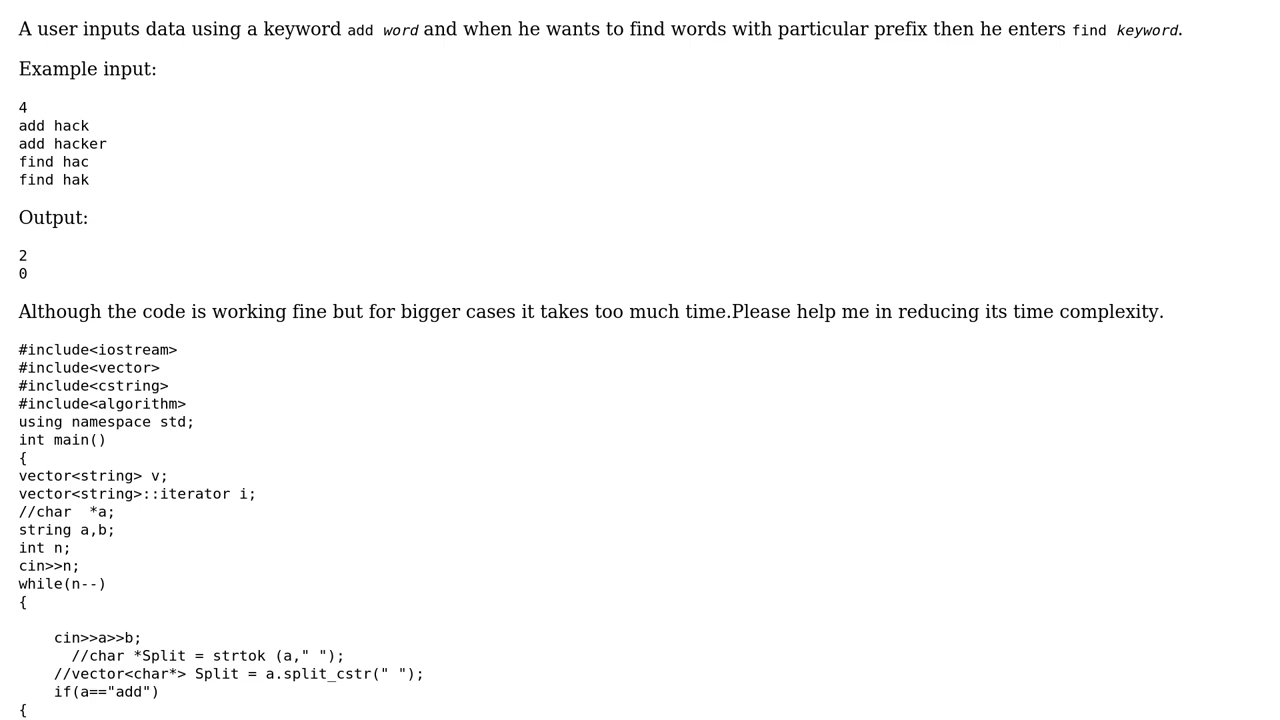 A user inputs data using a keyword add word and when he wants to find words with particular prefix then he enters find keyword.
Example input:
4
add hack
add hacker
find hac
find hak
Output:
2
0
Although the code is working fine but for bigger cases it takes too much time.Please help me in reducing its time complexity.
#include<iostream>
#include<vector>
#include<cstring>
#include<algorithm>
using namespace std;
int main()
{
vector<string> v;
vector<string>::iterator i;
//char  *a;
string a,b;
int n;
cin>>n;
while(n--)
{
    cin>>a>>b;
      //char *Split = strtok (a," ");
    //vector<char*> Split = a.split_cstr(" ");
    if(a=="add")
{